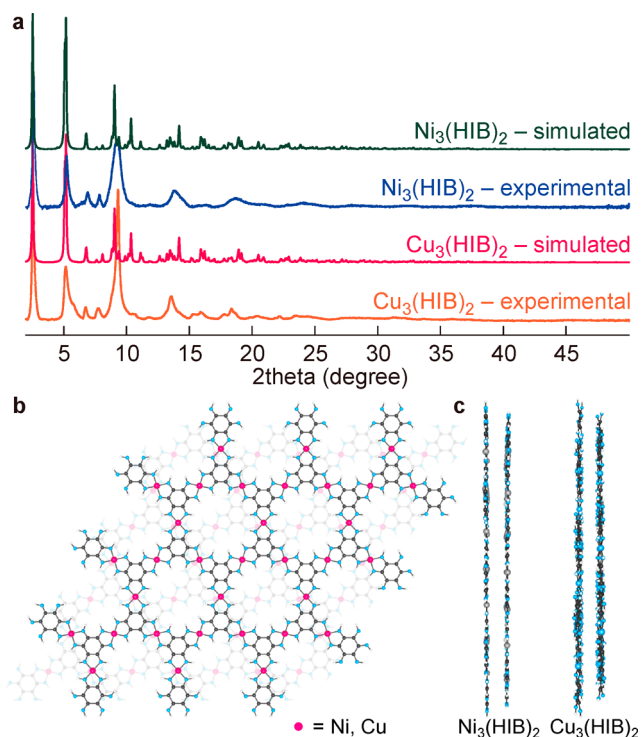 a
Ni₃(HIB)₂ – simulated
Ni₃(HIB)₂ – experimental
Cu₃(HIB)₂ – simulated
Cu₃(HIB)₂ – experimental
5 10 15 20 25 30 35 40 45
2theta (degree)
b
c
= Ni, Cu
Ni₃(HIB)₂ Cu₃(HIB)₂